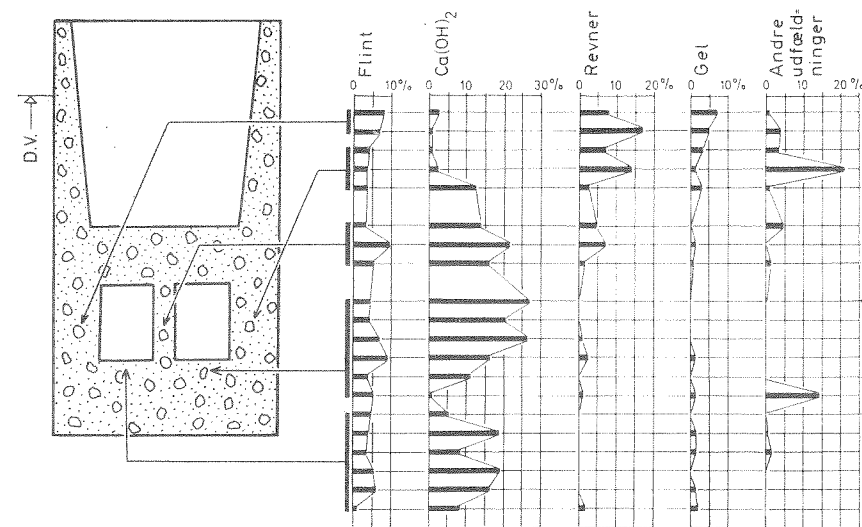 D.V.
Flint
Ca(OH)2
Revner
Gel
Andre
udfæld=
ninger
0 10%
0 10 20 30%
0 10 20%
0 10%
0 10 20%